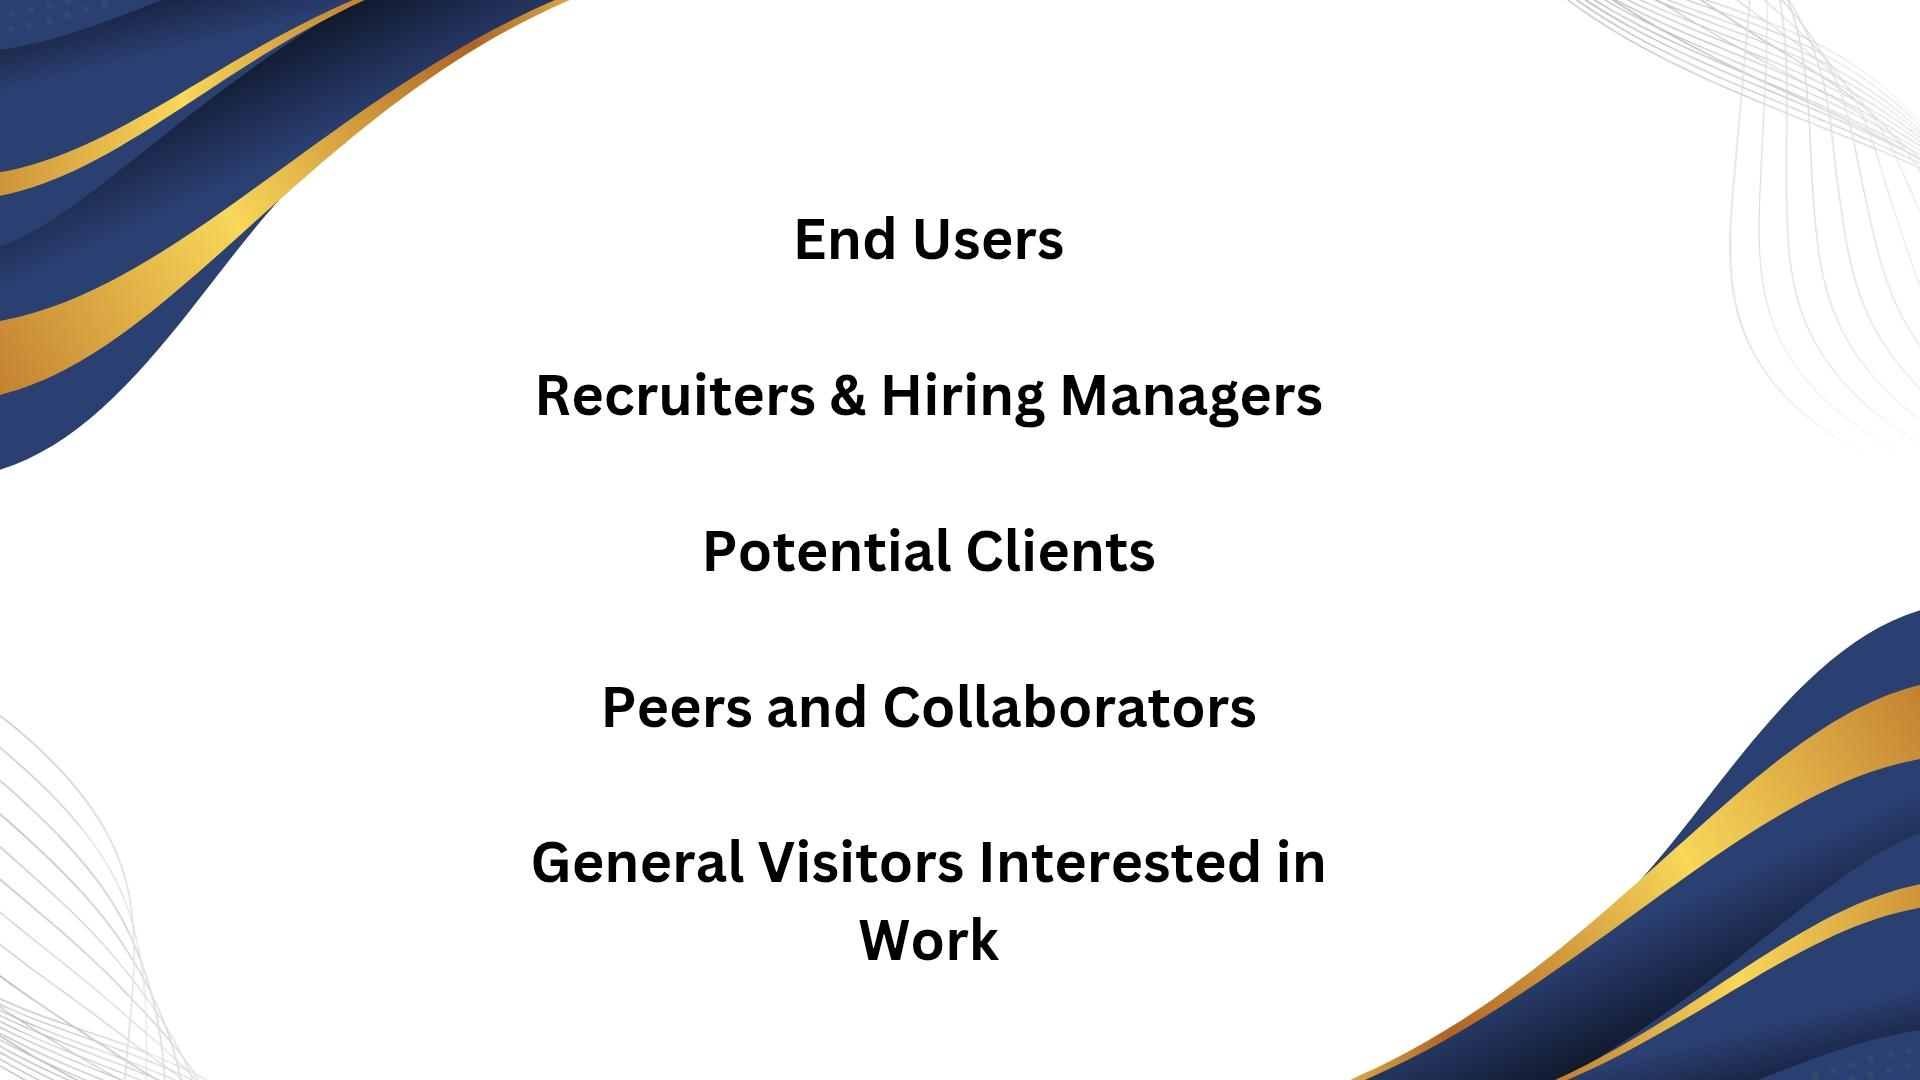 End Users
Recruiters & Hiring Managers
Potential Clients
Peers and Collaborators
General Visitors Interested in
Work